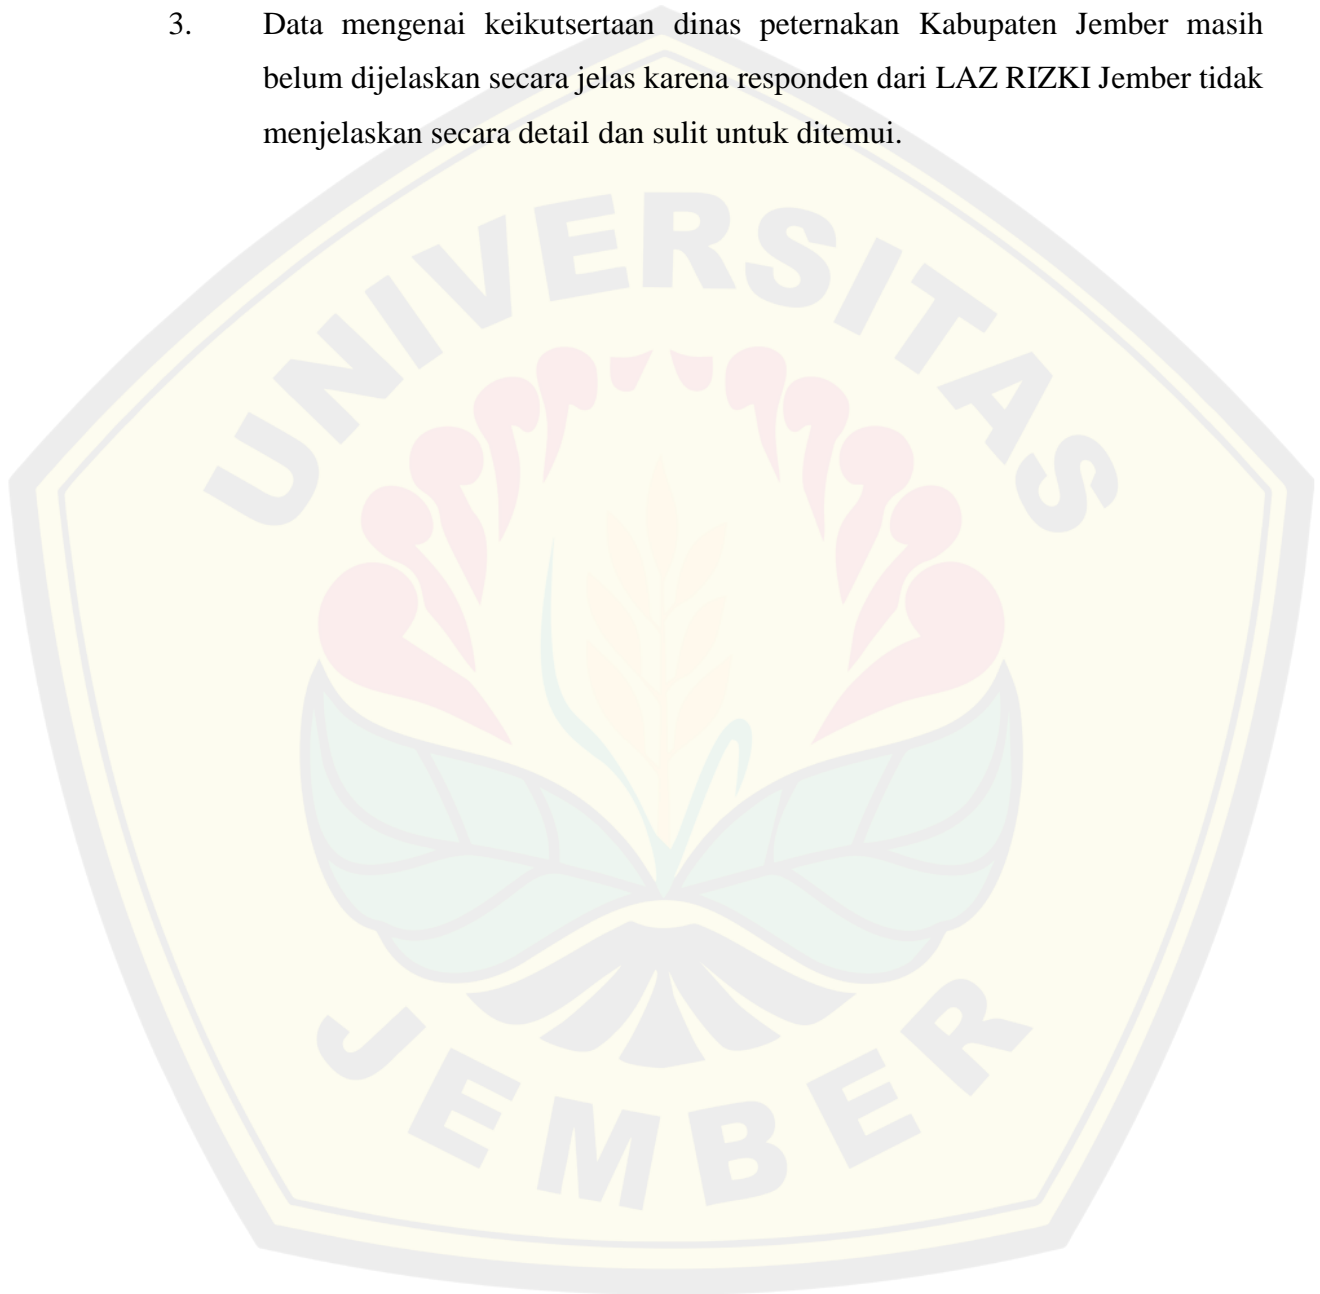 3. Data mengenai keikutsertaan dinas peternakan Kabupaten Jember masih
belum dijelaskan secara jelas karena responden dari LAZ RIZKI Jember tidak
menjelaskan secara detail dan sulit untuk ditemui.
UNIVERSITAS
JEMBER